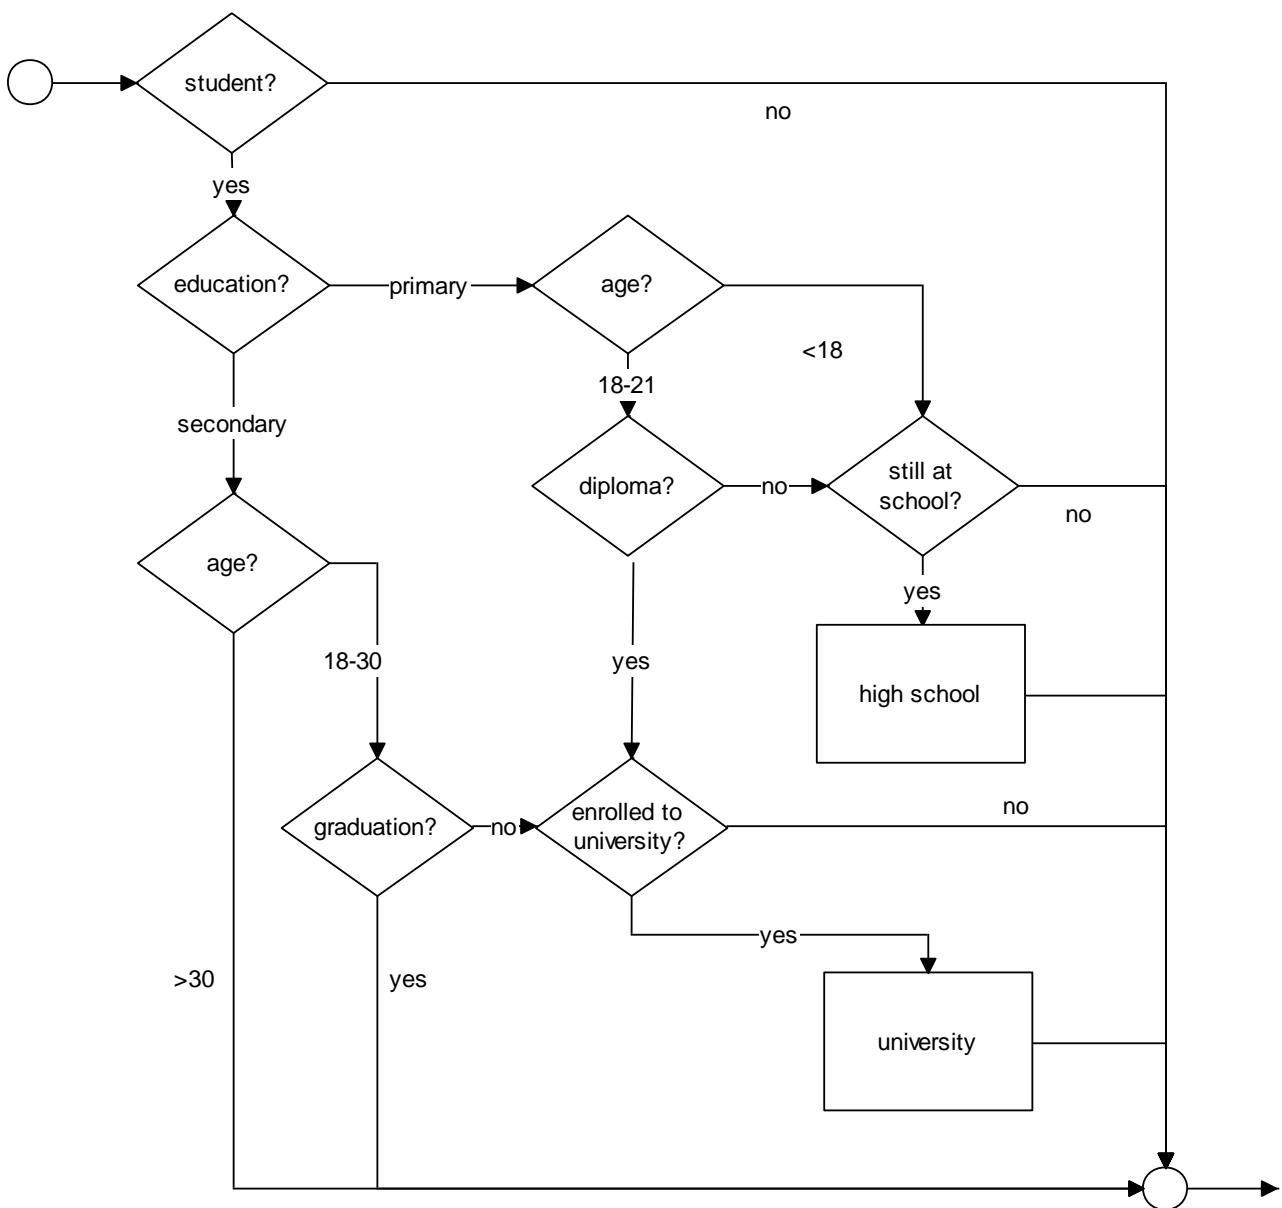 student?
no
yes
education?
primary
age?
<18
18-21
secondary
diploma?
no
still at
school?
no
age?
yes
18-30
yes
high school
graduation?
no
enrolled to
university?
no
yes
>30
yes
university